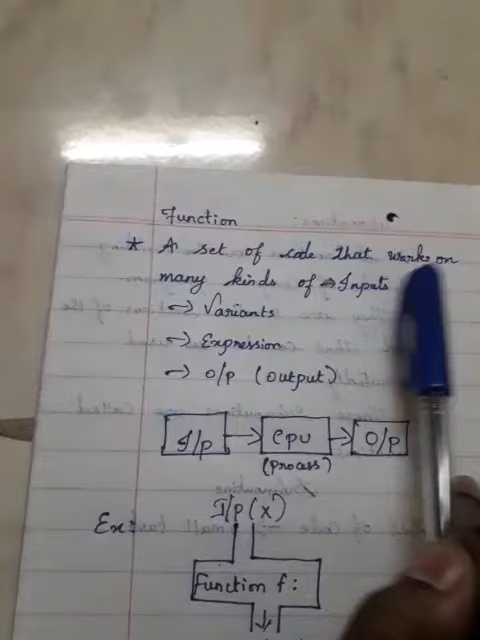 Function
* A set of code that works on
many kinds of → Inputs
→ Variants
→ Expression
→ O/p (Output)
I/p → CPU → O/p
(Process)
I/p (x)
Ex:
Function f: